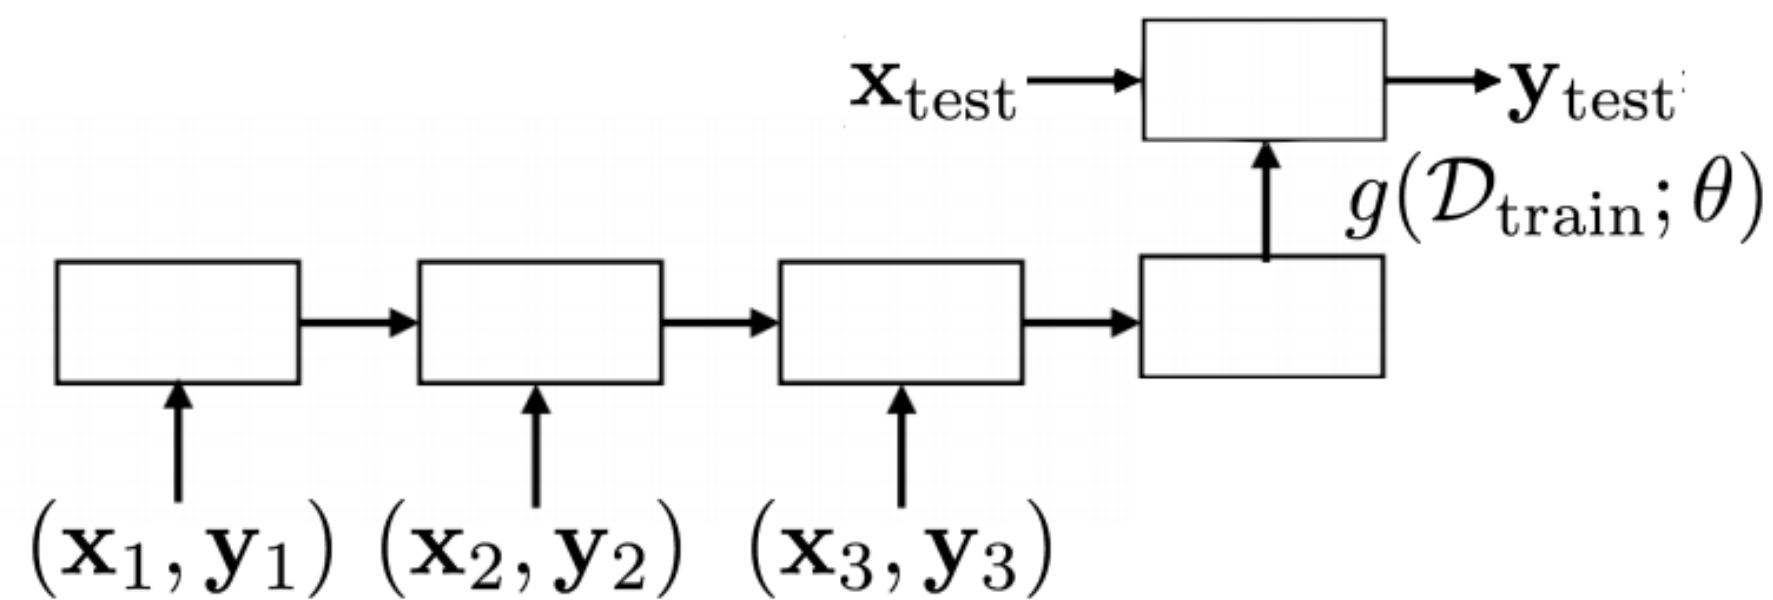 x_test y_test
g(D_train; θ)
(x_1, y_1) (x_2, y_2) (x_3, y_3)